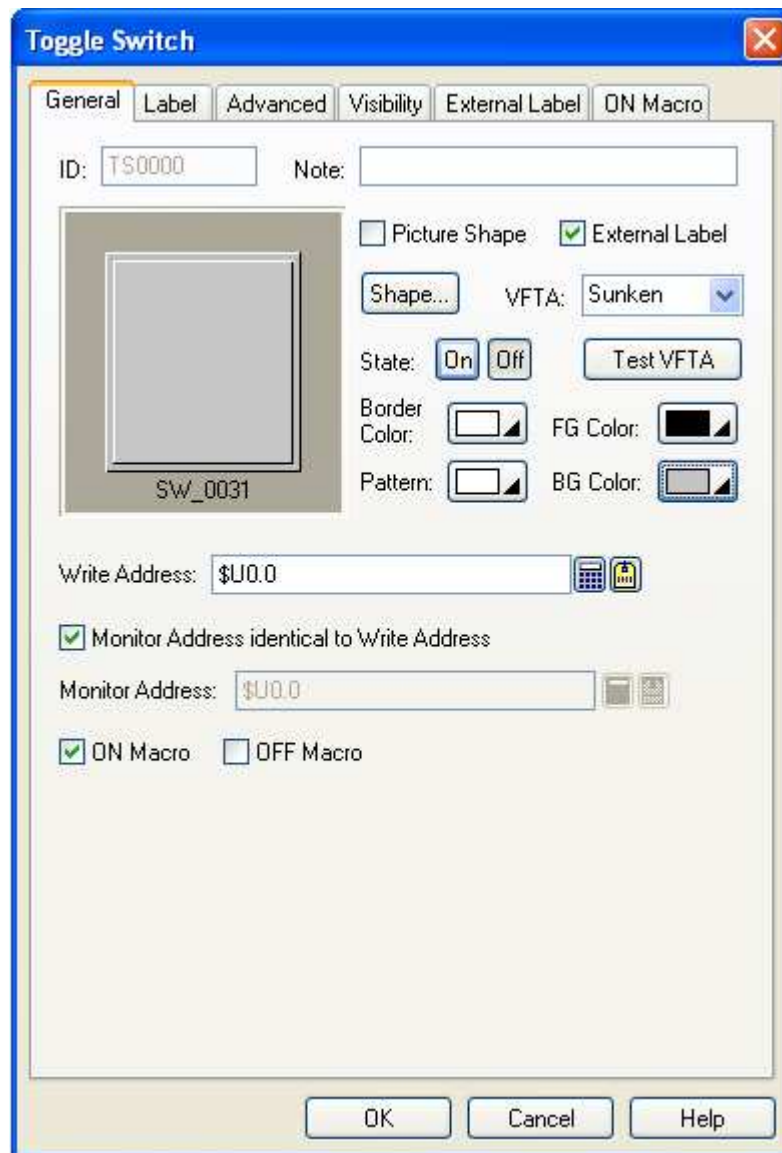 Toggle Switch
General Label Advanced Visibility External Label ON Macro
ID: TS0000 Note:
Picture Shape External Label
Shape... VFTA: Sunken
State: On Off Test VFTA
Border Color: FG Color:
SW_0031 Pattern: BG Color:
Write Address: $U0.0
Monitor Address identical to Write Address
Monitor Address: $U0.0
ON Macro OFF Macro
OK Cancel Help